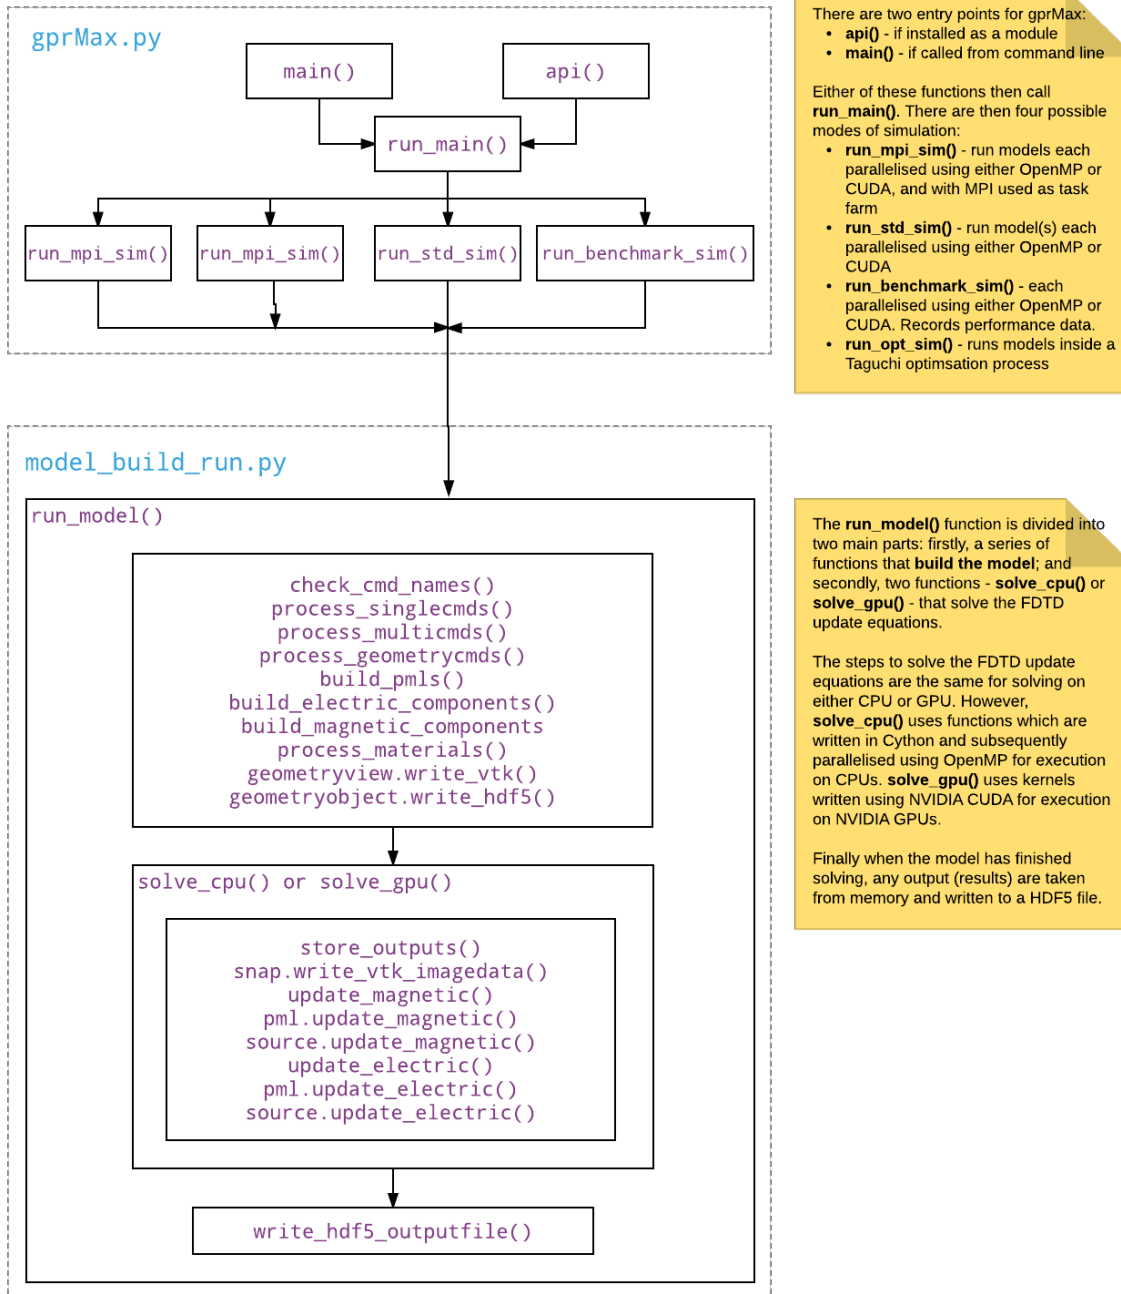 gprMax.py
main()
api()
run_main()
run_mpi_sim()
run_mpi_sim()
run_std_sim()
run_benchmark_sim()
There are two entry points for gprMax:
• api() - if installed as a module
• main() - if called from command line
Either of these functions then call
run_main(). There are then four possible
modes of simulation:
• run_mpi_sim() - run models each
parallelised using either OpenMP or
CUDA, and with MPI used as task
farm
• run_std_sim() - run model(s) each
parallelised using either OpenMP or
CUDA
• run_benchmark_sim() - each
parallelised using either OpenMP or
CUDA. Records performance data.
• run_opt_sim() - runs models inside a
Taguchi optimsation process
model_build_run.py
run_model()
check_cmd_names()
process_singlecmds()
process_multicmds()
process_geometrycmds()
build_pmls()
build_electric_components()
build_magnetic_components
process_materials()
geometryview.write_vtk()
geometryobject.write_hdf5()
solve_cpu() or solve_gpu()
store_outputs()
snap.write_vtk_imagedata()
update_magnetic()
pml.update_magnetic()
source.update_magnetic()
update_electric()
pml.update_electric()
source.update_electric()
write_hdf5_outputfile()
The run_model() function is divided into
two main parts: firstly, a series of
functions that build the model; and
secondly, two functions - solve_cpu() or
solve_gpu() - that solve the FDTD
update equations.
The steps to solve the FDTD update
equations are the same for solving on
either CPU or GPU. However,
solve_cpu() uses functions which are
written in Cython and subsequently
parallelised using OpenMP for execution
on CPUs. solve_gpu() uses kernels
written using NVIDIA CUDA for execution
on NVIDIA GPUs.
Finally when the model has finished
solving, any output (results) are taken
from memory and written to a HDF5 file.